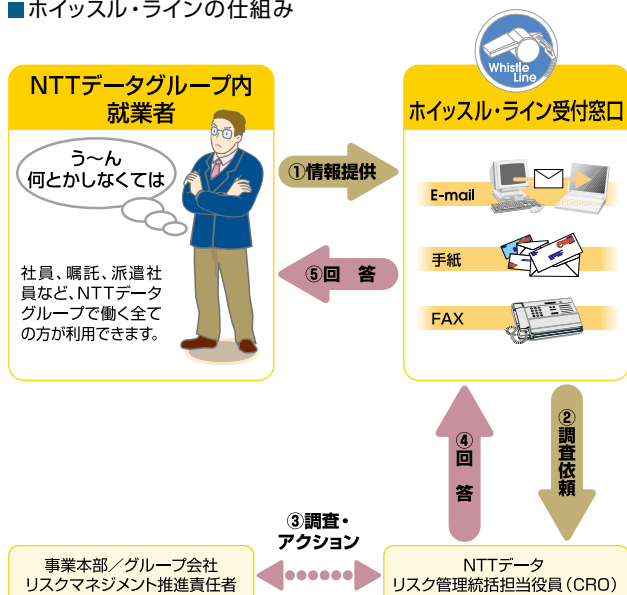 ■ホイッスル・ラインの仕組み
Whistle
Line
NTTデータグループ内
就業者
ホイッスル・ライン受付窓口
う〜ん
何とかしなくては
①情報提供
E-mail
⑤回 答
手紙
社員、嘱託、派遣社
員など、NTTデータ
グループで働く全て
の方が利用できます。
FAX
④回 答
②調査依頼
③調査・
アクション
事業本部／グループ会社
リスクマネジメント推進責任者
NTTデータ
リスク管理統括担当役員（CRO）